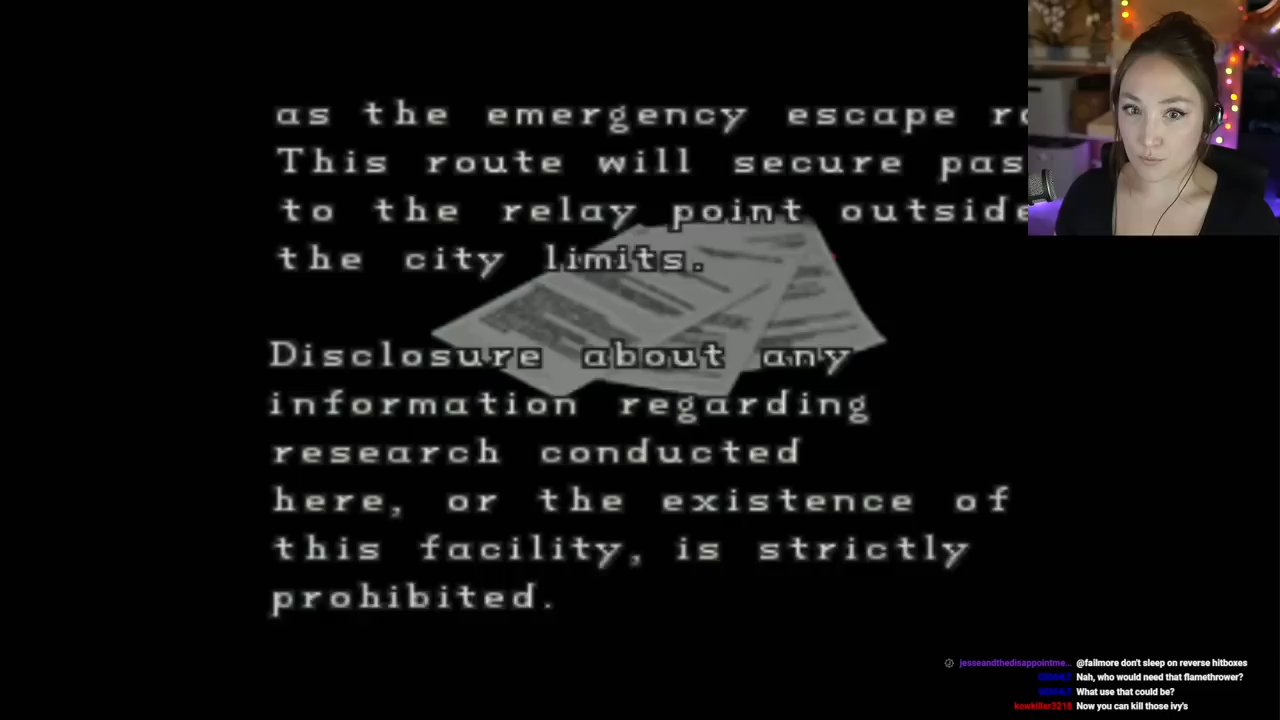 as the emergency escape
This route will secure
to the relay point outside
the city limits.
Disclosure about any
information regarding
research conducted
here, or the existence of
this facility, is strictly
prohibited.
jesseandthedisappointme... @failmore don't sleep on reverse hitboxes
Nah, who would need that flamethrower?
What use that could be?
kowkiller3218 Now you can kill those ivy's